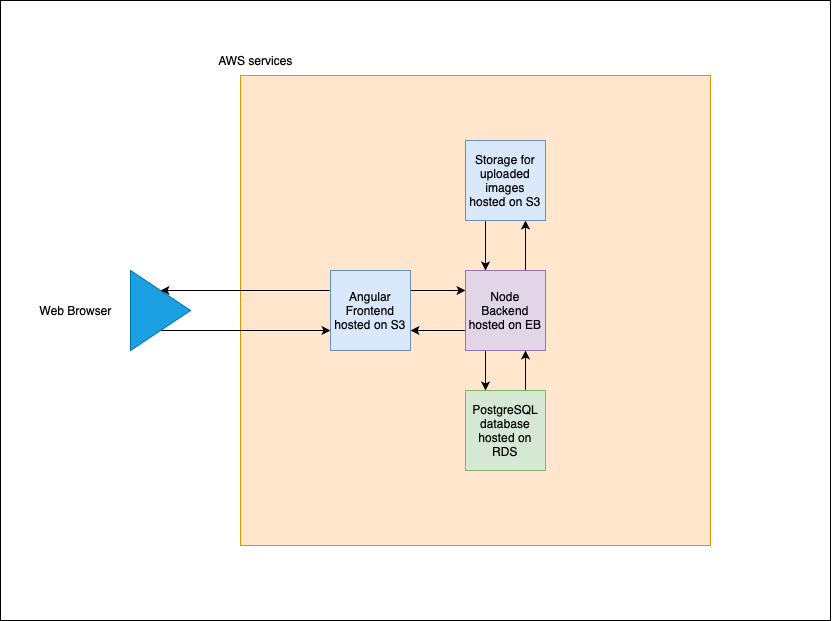 AWS services
Storage for
uploaded
images
hosted on S3
Web Browser
Angular
Frontend
hosted on S3
Node
Backend
hosted on EB
PostgreSQL
database
hosted on
RDS